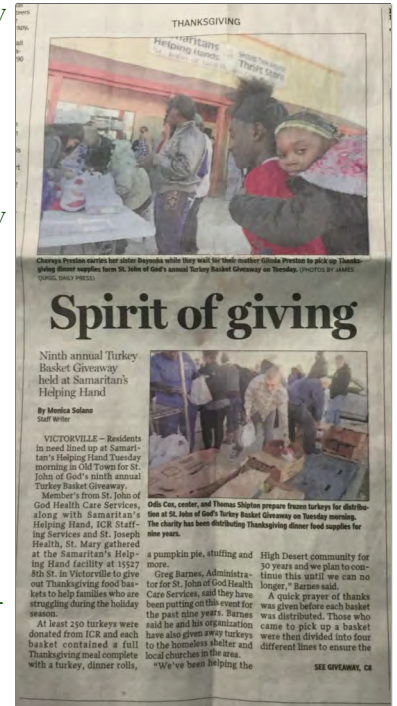 THANKSGIVING
Samaritans
Helping Hands
Thrift Store
Chavaya Preston carries her sister Dayonha while they wait for their mother Glinda Preston to pick up Thanks-
giving dinner supplies form St. John of God's annual Turkey Basket Giveaway on Tuesday. (PHOTOS BY JAMES
QUIGG, DAILY PRESS)
Spirit of giving
Ninth annual Turkey
Basket Giveaway
held at Samaritan's
Helping Hand
By Monica Solano
Staff Writer
VICTORVILLE — Residents
in need lined up at Samari-
tan's Helping Hand Tuesday
morning in Old Town for St.
John of God's ninth annual
Turkey Basket Giveaway.
Member's from St. John of
God Health Care Services,
along with Samaritan's
Helping Hand, ICR Staff-
ing Services and St. Joseph
Health, St. Mary gathered
at the Samaritan's Help-
ing Hand facility at 15527
8th St. in Victorville to give
out Thanksgiving food bas-
kets to help families who are
struggling during the holiday
season.
At least 250 turkeys were
donated from ICR and each
basket contained a full
Thanksgiving meal complete
with a turkey, dinner rolls,
Odis Cox, center, and Thomas Shipton prepare frozen turkeys for distribu-
tion at St. John of God's Turkey Basket Giveaway on Tuesday morning.
The charity has been distributing Thanksgiving dinner food supplies for
nine years.
a pumpkin pie, stuffing and
more.
Greg Barnes, Administra-
tor for St. John of God Health
Care Services, said they have
been putting on this event for
the past nine years. Barnes
said he and his organization
have also given away turkeys
to the homeless shelter and
local churches in the area.
"We've been helping the
High Desert community for
30 years and we plan to con-
tinue this until we can no
longer," Barnes said.
A quick prayer of thanks
was given before each basket
was distributed. Those who
came to pick up a basket
were then divided into four
different lines to ensure the
SEE GIVEAWAY, C8